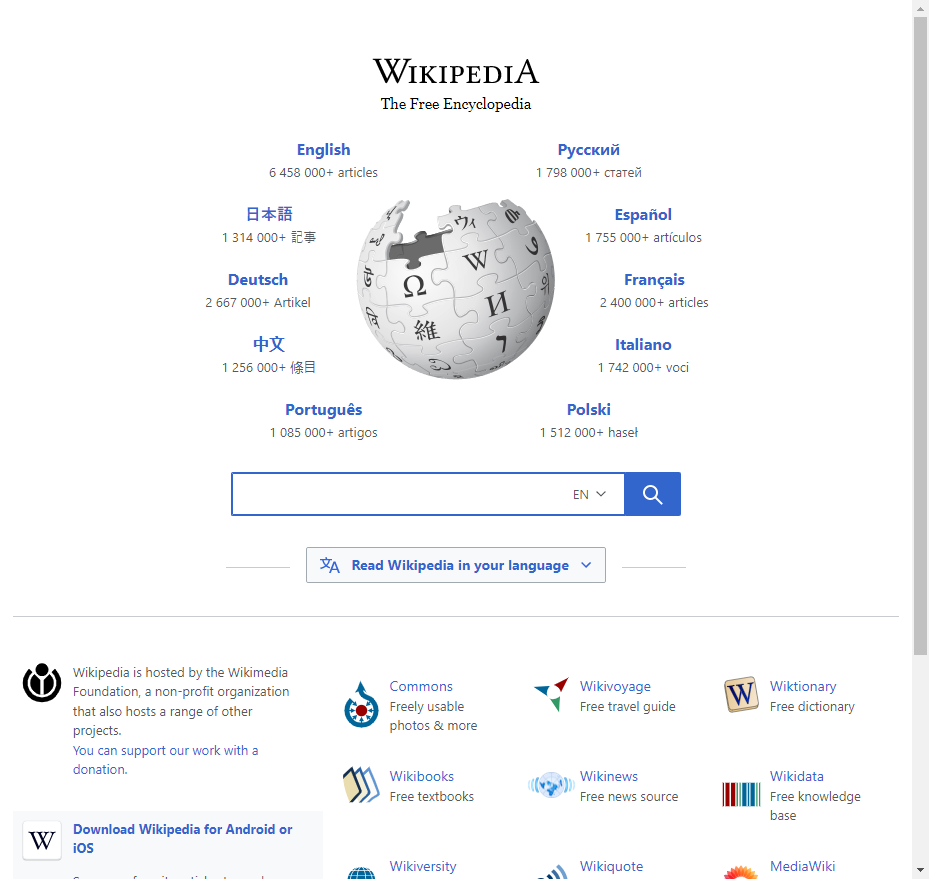 WIKIPEDIA
The Free Encyclopedia
English
6 458 000+ articles
Русский
1 798 000+ статей
日本語
1 314 000+ 記事
Español
1 755 000+ artículos
Deutsch
2 667 000+ Artikel
Français
2 400 000+ articles
中文
1 256 000+ 條目
Italiano
1 742 000+ voci
Português
1 085 000+ artigos
Polski
1 512 000+ haseł
Ω
W
И
維
ウィ
EN
文A Read Wikipedia in your language
Wikipedia is hosted by the Wikimedia
Foundation, a non-profit organization
that also hosts a range of other
projects.
You can support our work with a
donation.
W
Download Wikipedia for Android or
iOS
Commons
Freely usable
photos & more
Wikivoyage
Free travel guide
W
Wiktionary
Free dictionary
Wikibooks
Free textbooks
Wikinews
Free news source
Wikidata
Free knowledge
base
Wikiversity
Wikiquote
MediaWiki